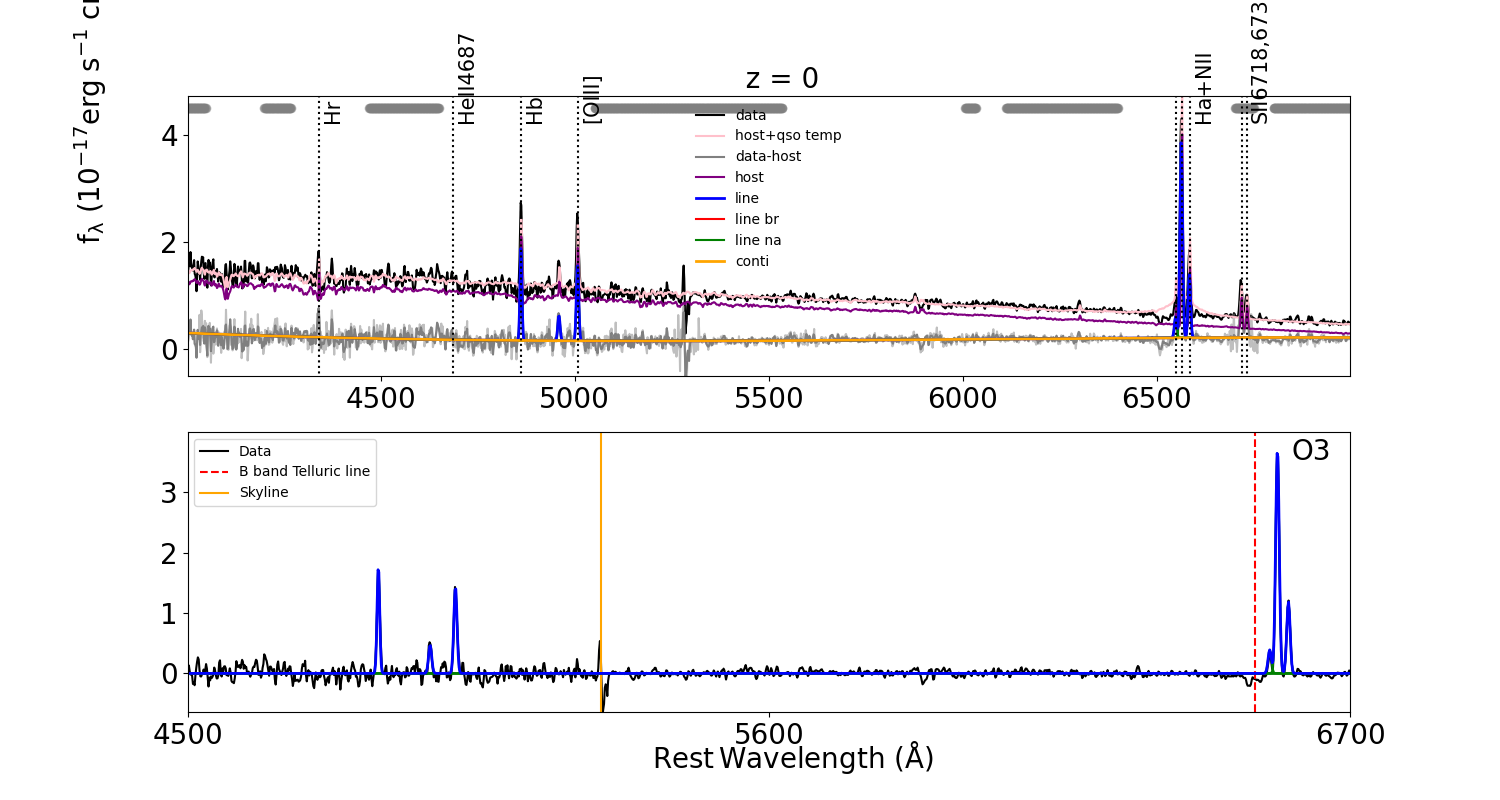 z = 0
f_λ (10^−17 erg s^−1
Hr
HeII4687
Hb
[OIII]
Ha+NII
SII6718,673
4
2
0
data
host+qso temp
data-host
host
line
line br
line na
conti
4500
5000
5500
6000
6500
Data
B band Telluric line
Skyline
O3
3
2
1
0
4500
5600
6700
Rest Wavelength (Å)